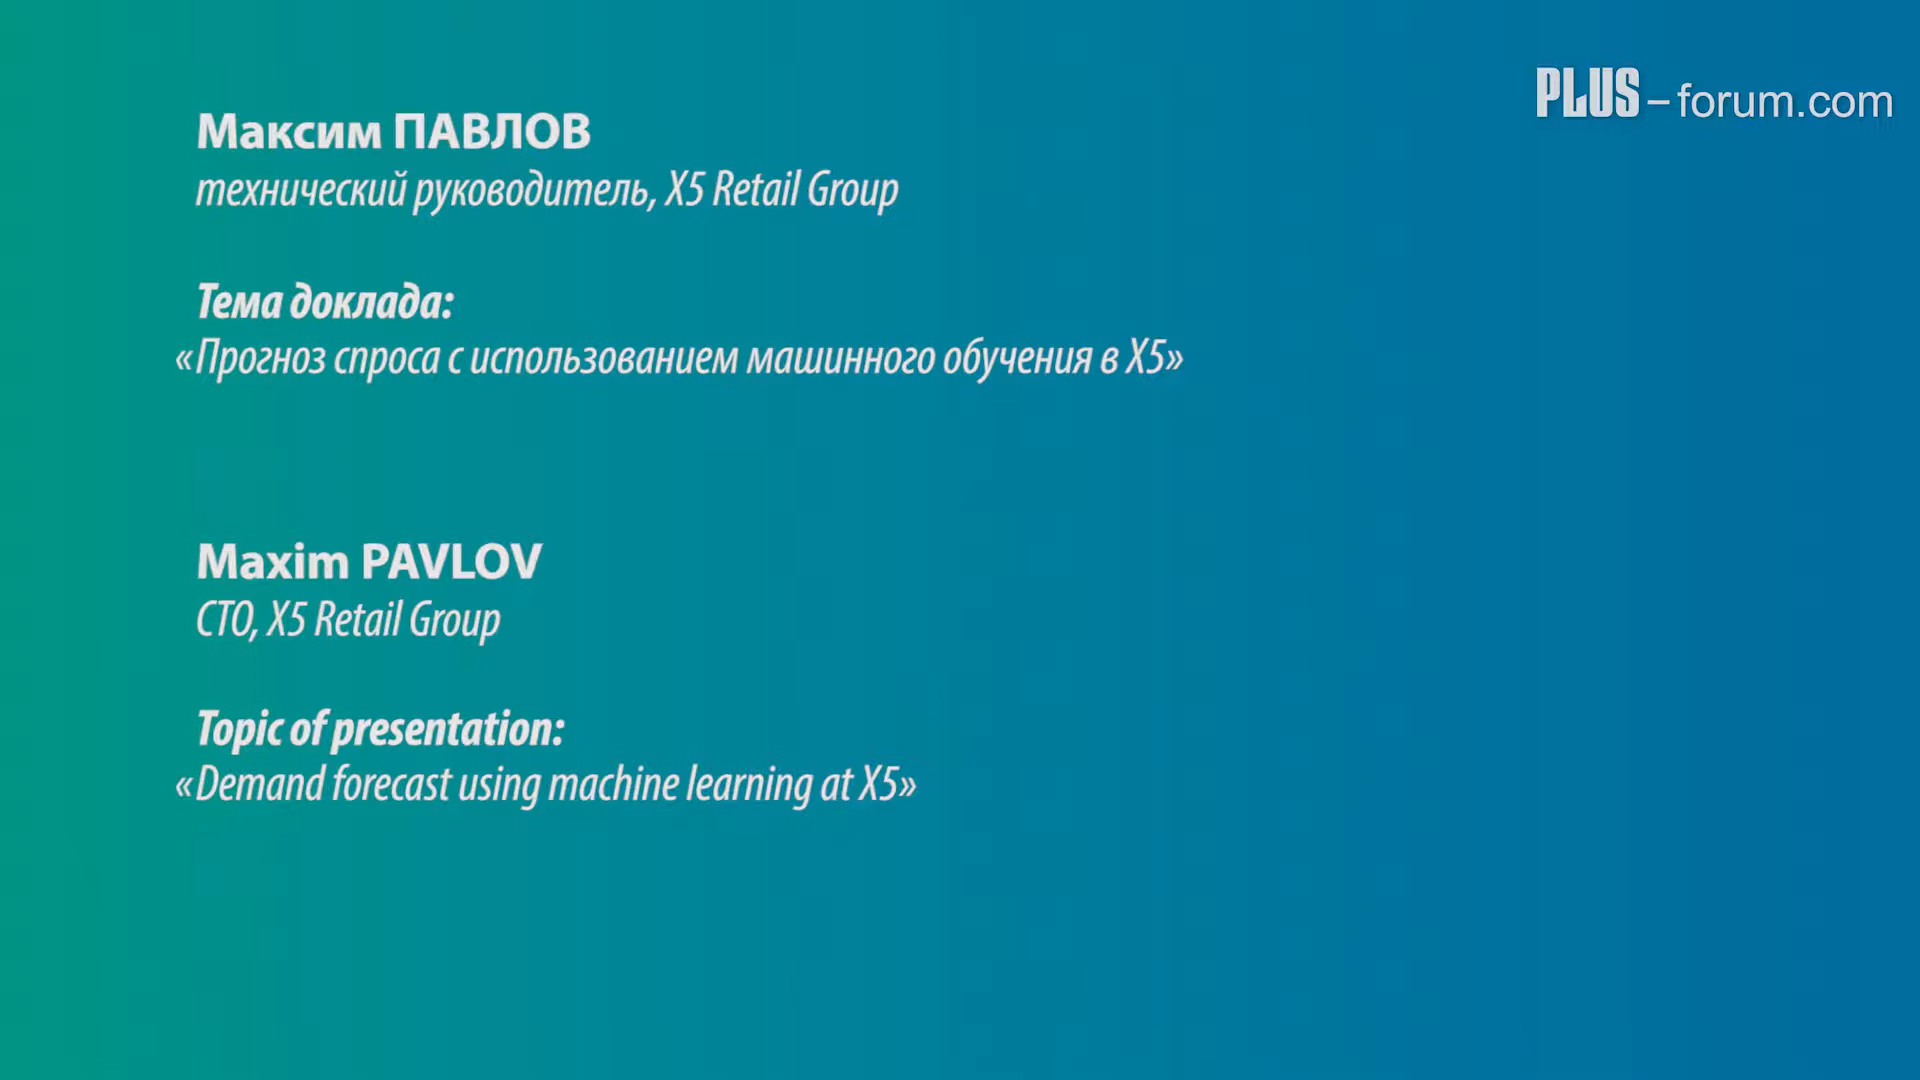 PLUS – forum.com
Максим ПАВЛОВ
технический руководитель, X5 Retail Group
Тема доклада:
«Прогноз спроса с использованием машинного обучения в X5»
Maxim PAVLOV
CTO, X5 Retail Group
Topic of presentation:
«Demand forecast using machine learning at X5»